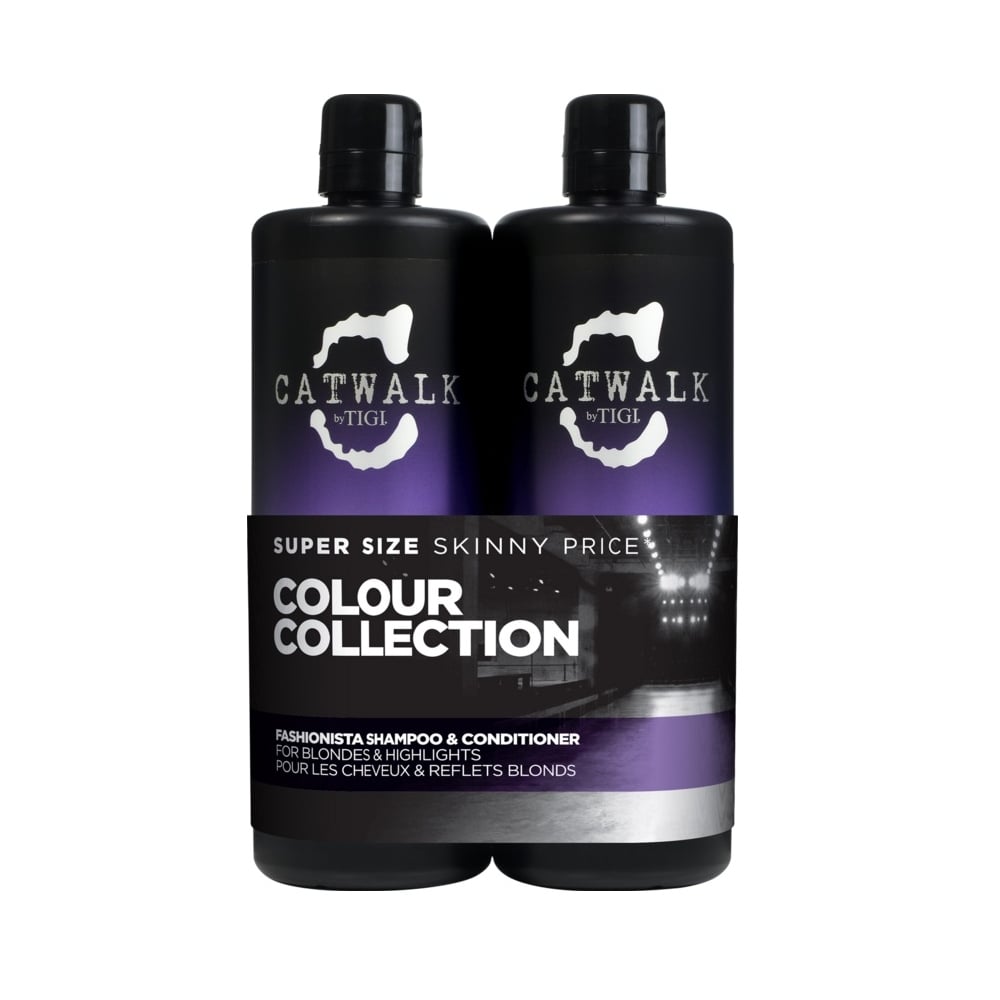 CATWALK
by TIGI.
CATWALK
by TIGI.
SUPER SIZE SKINNY PRICE*
COLOUR
COLLECTION
FASHIONISTA SHAMPOO & CONDITIONER
FOR BLONDES & HIGHLIGHTS
POUR LES CHEVEUX & REFLETS BLONDS